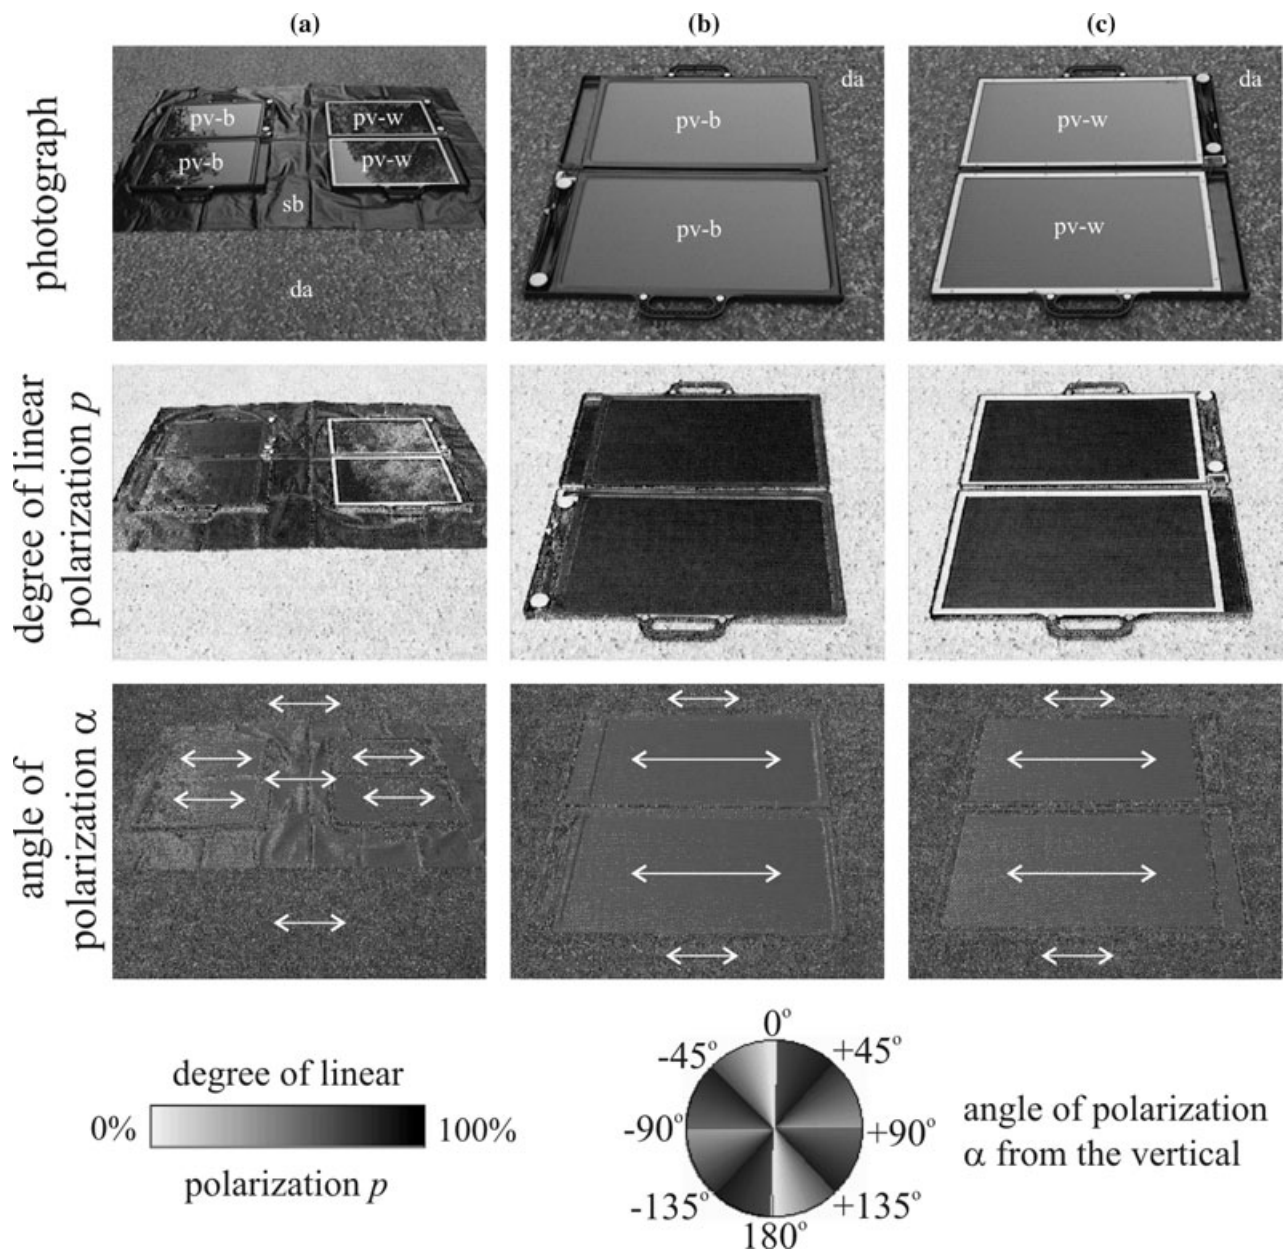 (a) (b) (c)
photograph
pv-b pv-w
pv-b pv-w
sb
da
pv-b da
pv-b
pv-w da
pv-w
degree of linear
polarization p
angle of
polarization α
degree of linear
0% 100%
polarization p
0°
-45° +45°
-90° +90°
-135° +135°
180°
angle of polarization
α from the vertical